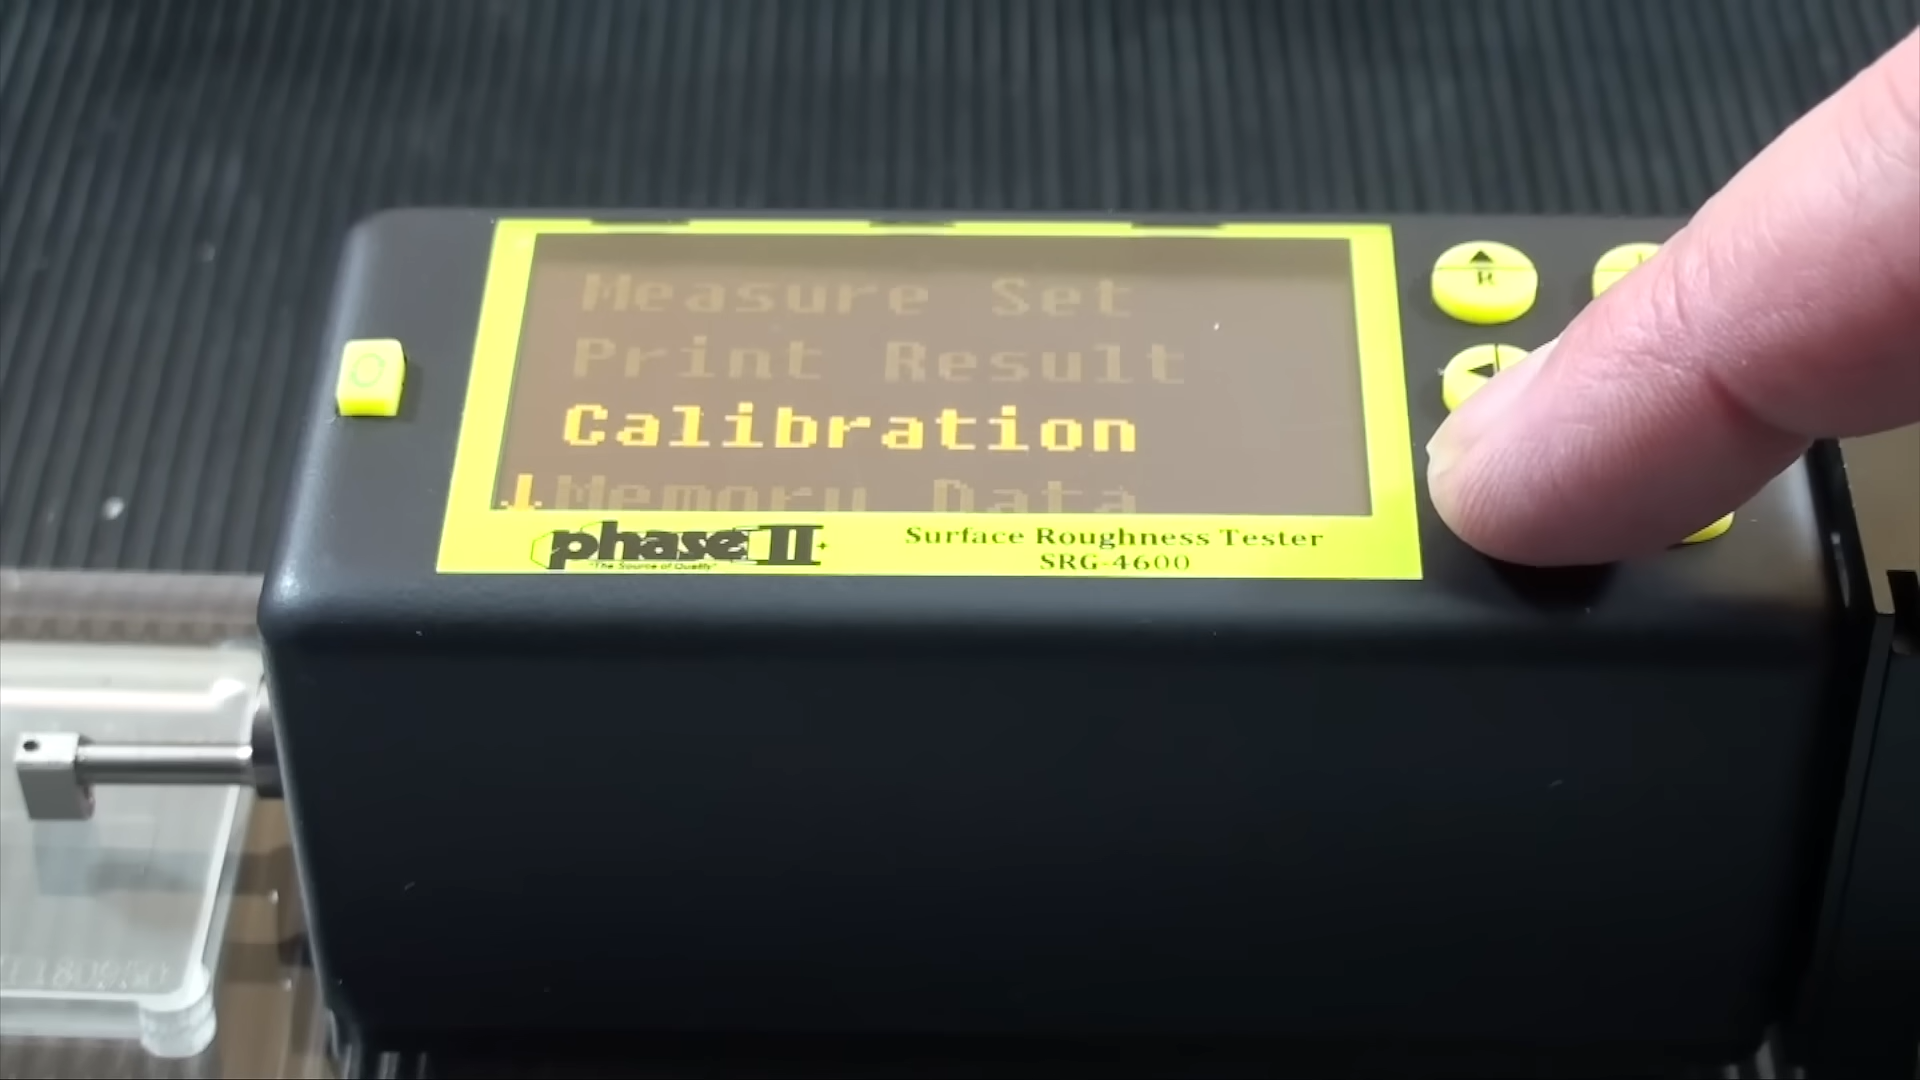 Measure Set
Print Result
Calibration
↓Memory Data
phase II+
"The Source of Quality"
Surface Roughness Tester
SRG-4600
R